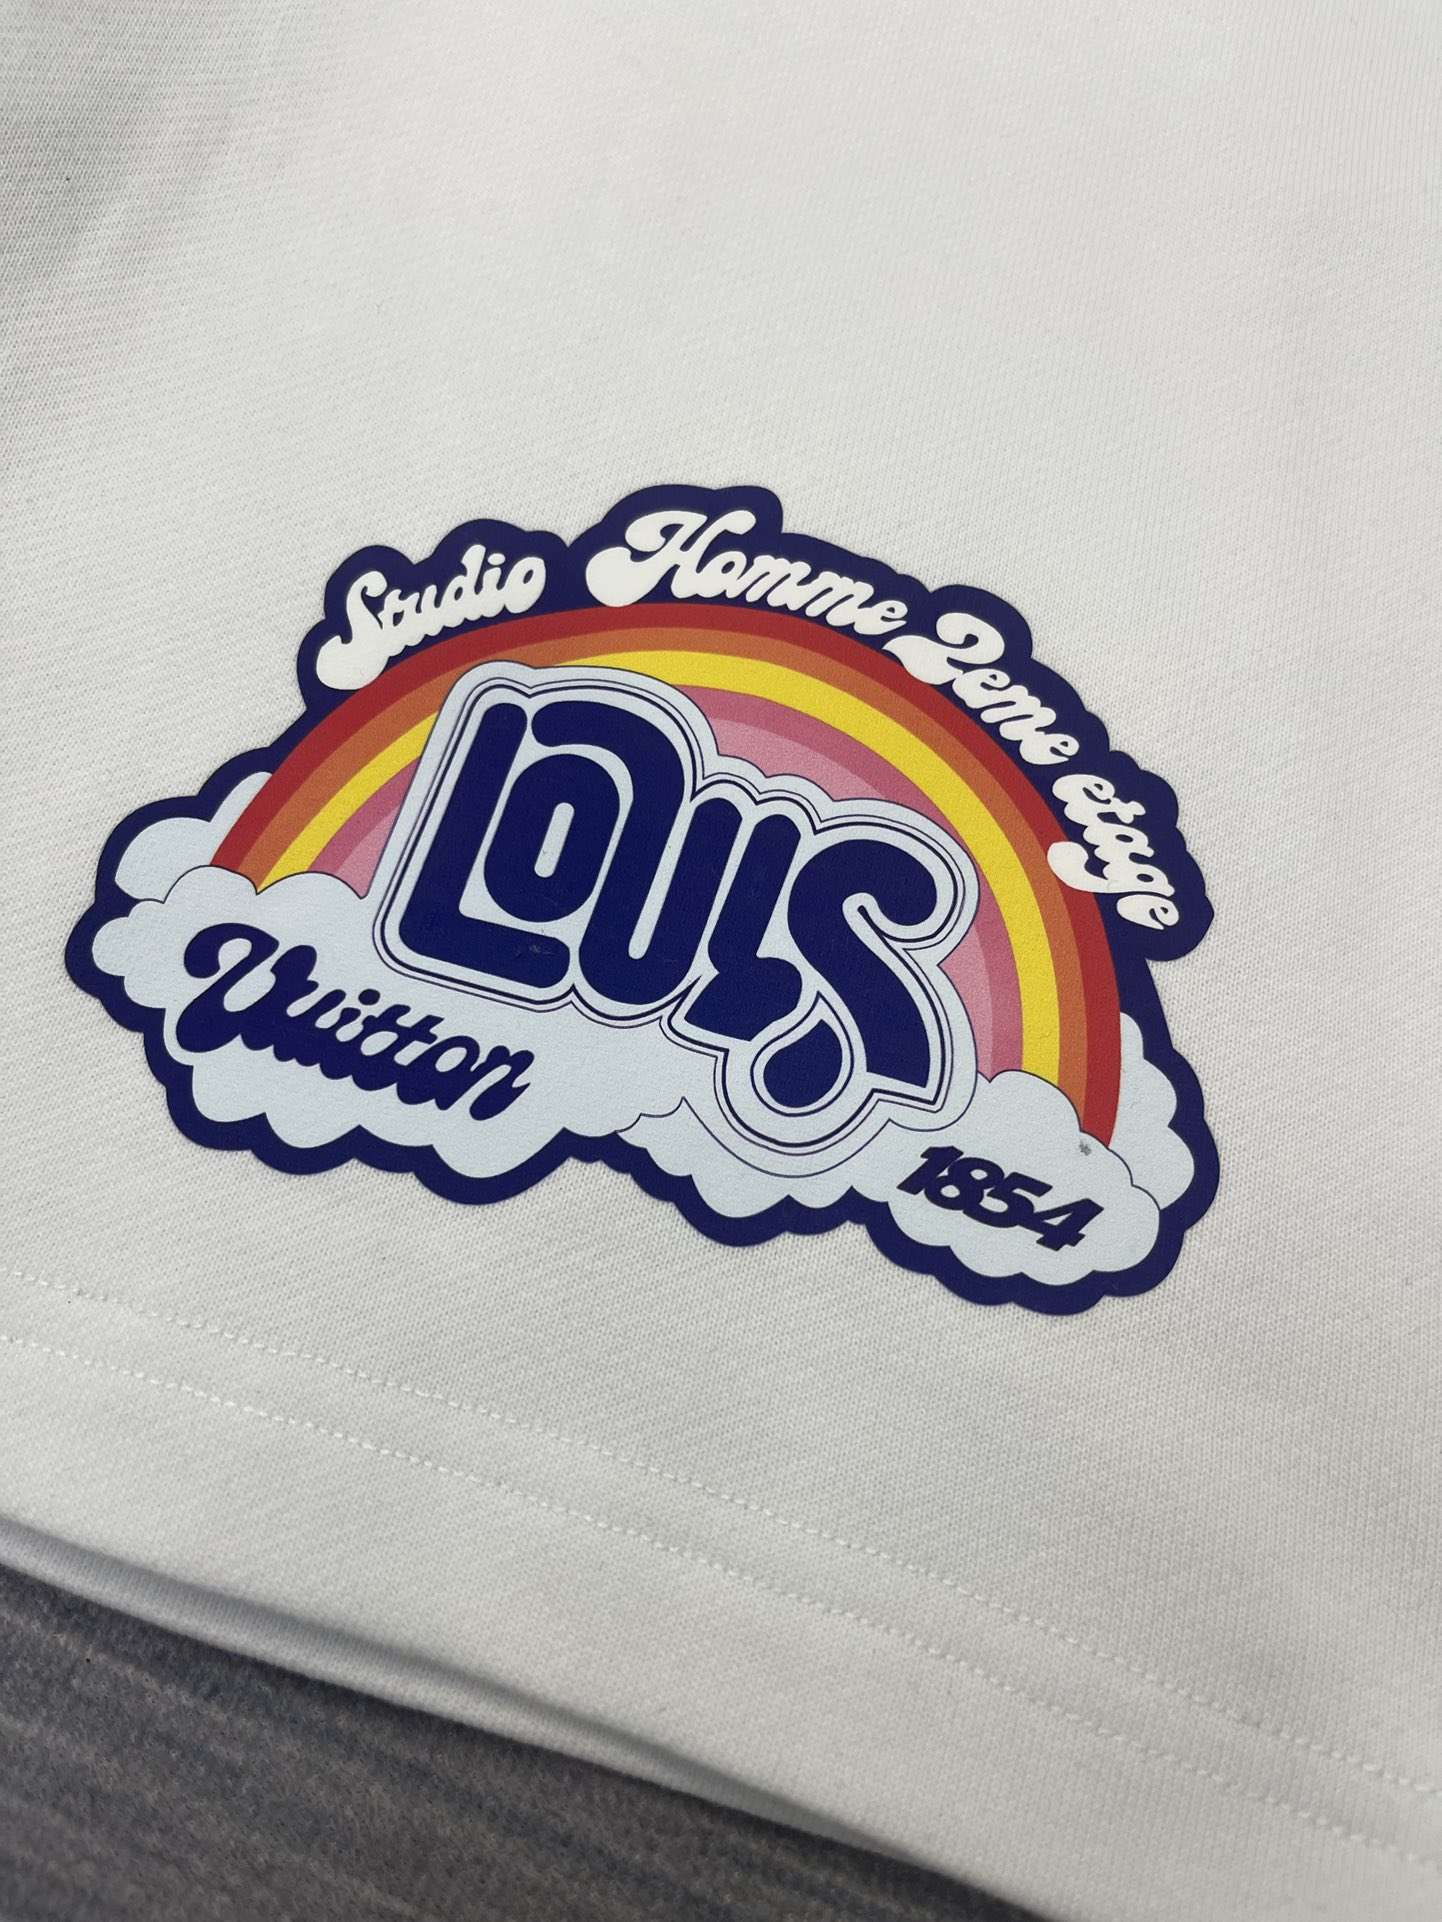 Studio Homme 2eme etage
Louis
Vuitton
1854